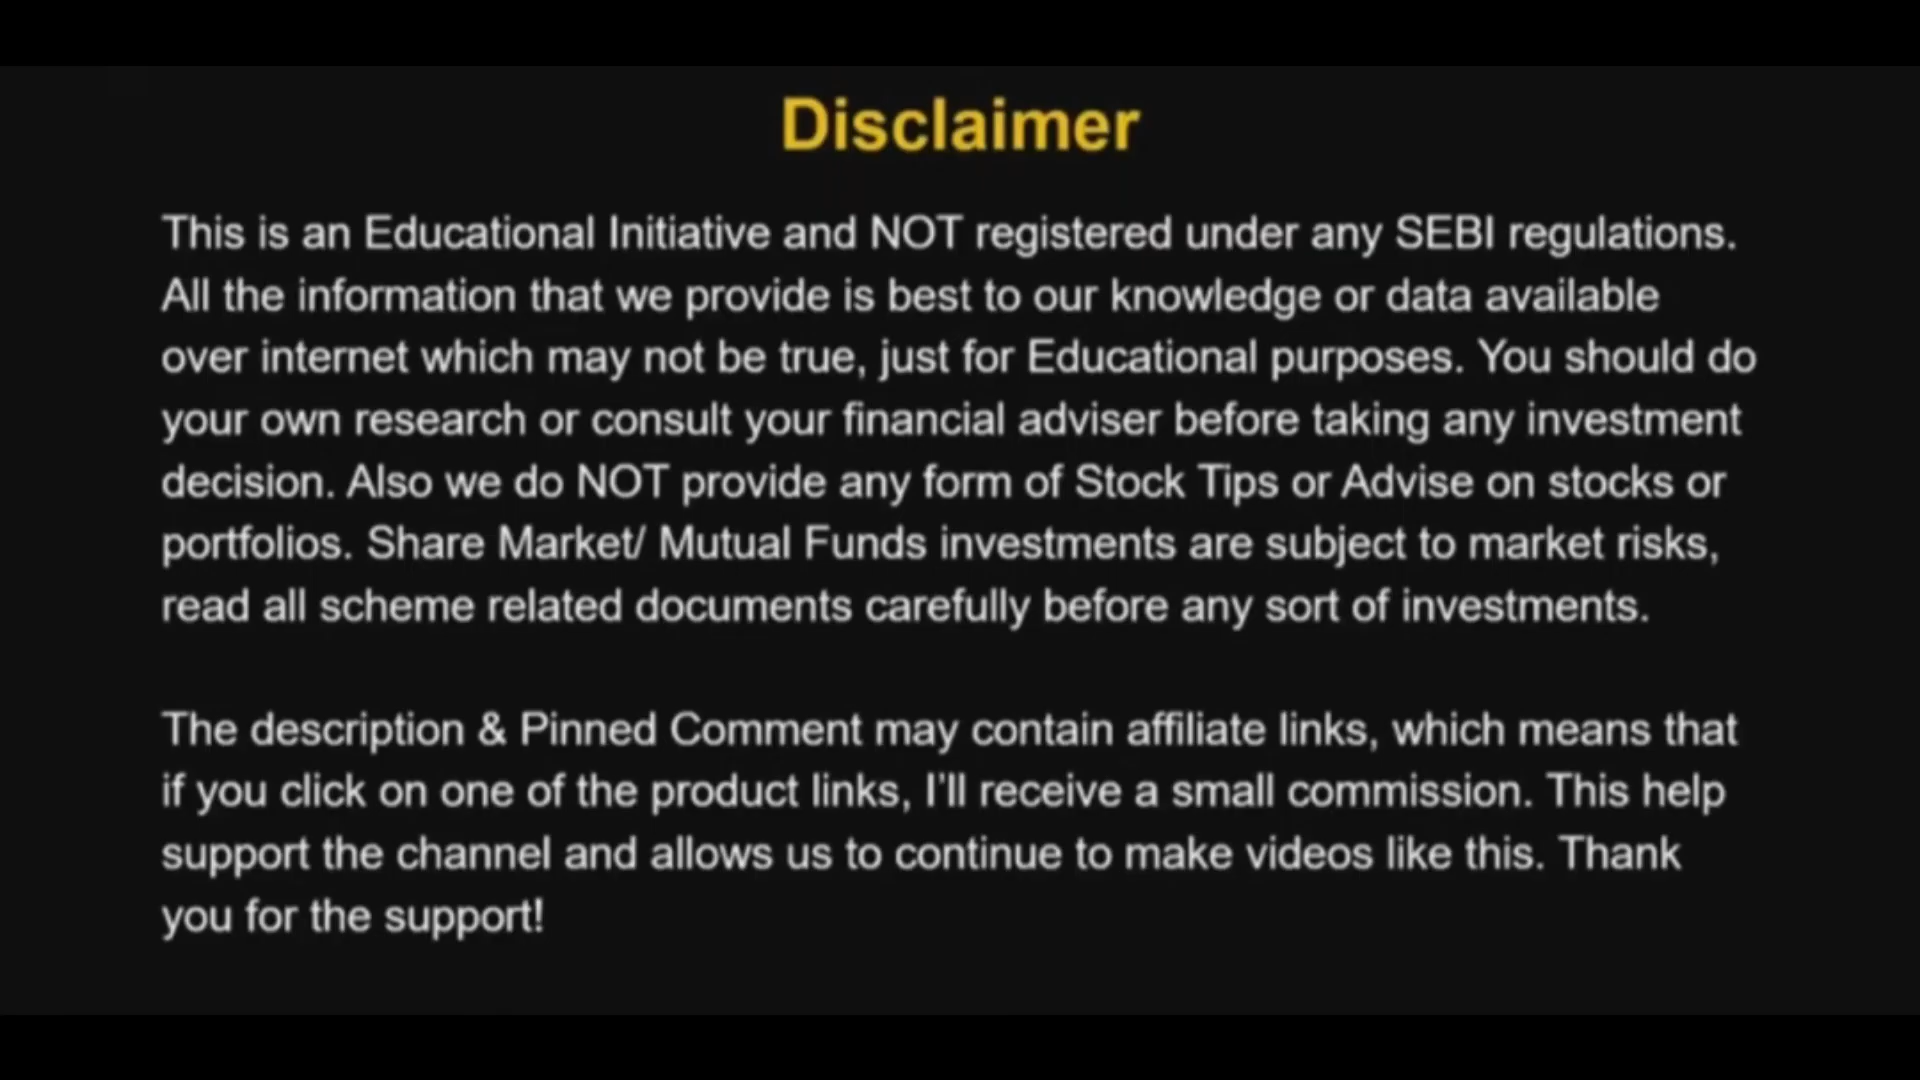 Disclaimer
This is an Educational Initiative and NOT registered under any SEBI regulations.
All the information that we provide is best to our knowledge or data available
over internet which may not be true, just for Educational purposes. You should do
your own research or consult your financial adviser before taking any investment
decision. Also we do NOT provide any form of Stock Tips or Advise on stocks or
portfolios. Share Market/ Mutual Funds investments are subject to market risks,
read all scheme related documents carefully before any sort of investments.
The description & Pinned Comment may contain affiliate links, which means that
if you click on one of the product links, I’ll receive a small commission. This help
support the channel and allows us to continue to make videos like this. Thank
you for the support!